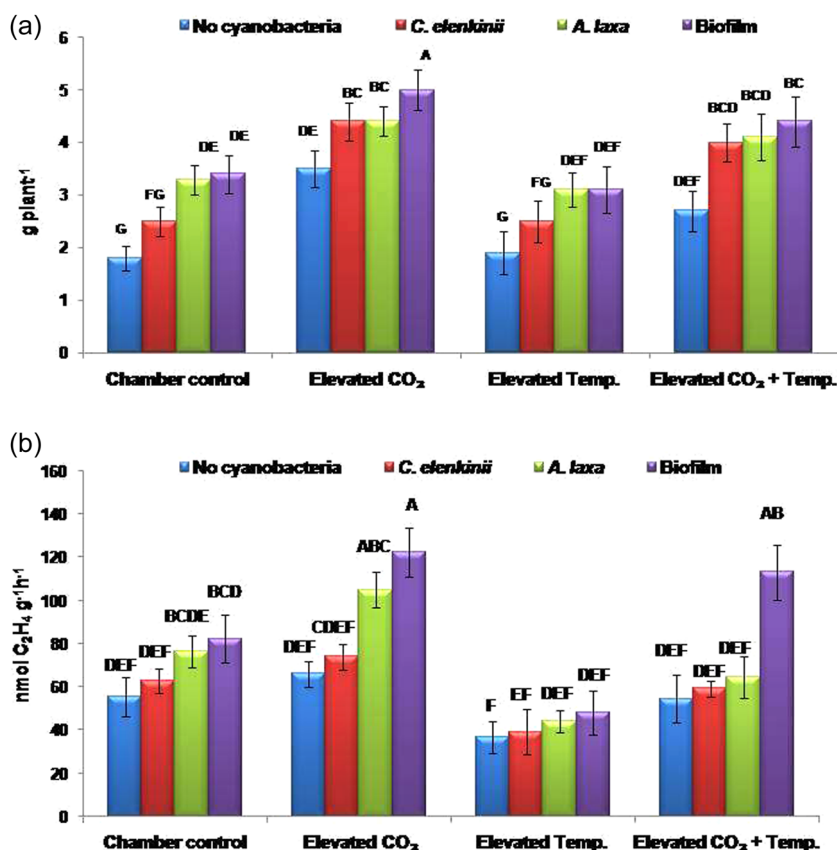 (a)
No cyanobacteria C. elenkinii A. laxa Biofilm
g plant-1
6
5
4
3
2
1
0
G FG DE DE
DE BC BC A
G FG DEF DEF
DEF BCD BCD BC
Chamber control Elevated CO₂ Elevated Temp. Elevated CO₂ + Temp.
(b)
No cyanobacteria C. elenkinii A. laxa Biofilm
nmol C₂H₄ g-1h-1
160
140
120
100
80
60
40
20
0
DEF DEF BCDE BCD
DEF CDEF ABC A
F EF DEF DEF
DEF DEF DEF AB
Chamber control Elevated CO₂ Elevated Temp. Elevated CO₂ + Temp.